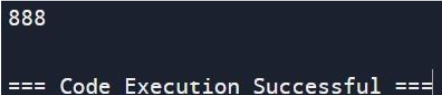 888
=== Code Execution Successful ===